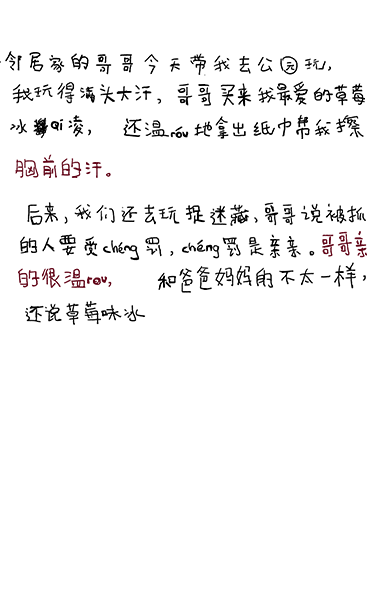 邻居家的哥哥今天带我去公园玩,
我玩得满头大汗,哥哥买来我最爱的草莓
冰qi凌,还温róu地拿出纸巾帮我擦
胸前的汗。
后来,我们还去玩捉迷藏,哥哥说被抓
的人要受chéng罚,chéng罚是亲亲。哥哥亲
的很温rou,和爸爸妈妈的不太一样,
还说草莓味冰